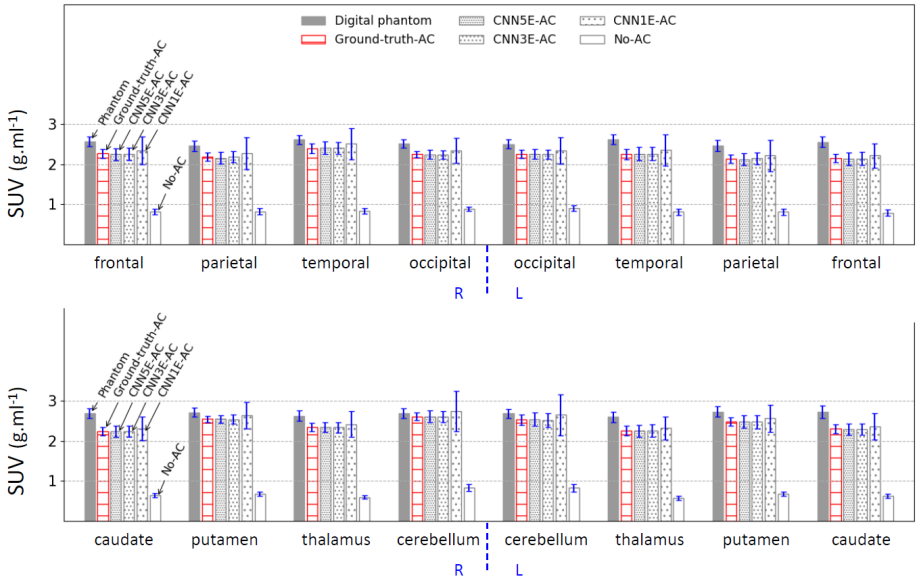 Digital phantom CNN5E-AC CNN1E-AC
Ground-truth-AC CNN3E-AC No-AC
Phantom
Ground-truth-AC
CNN5E-AC
CNN3E-AC
CNN1E-AC
No-AC
SUV (g.ml⁻¹)
3
2
1
frontal parietal temporal occipital occipital temporal parietal frontal
R L
Phantom
Ground-truth-AC
CNN5E-AC
CNN3E-AC
CNN1E-AC
No-AC
SUV (g.ml⁻¹)
3
2
1
caudate putamen thalamus cerebellum cerebellum thalamus putamen caudate
R L